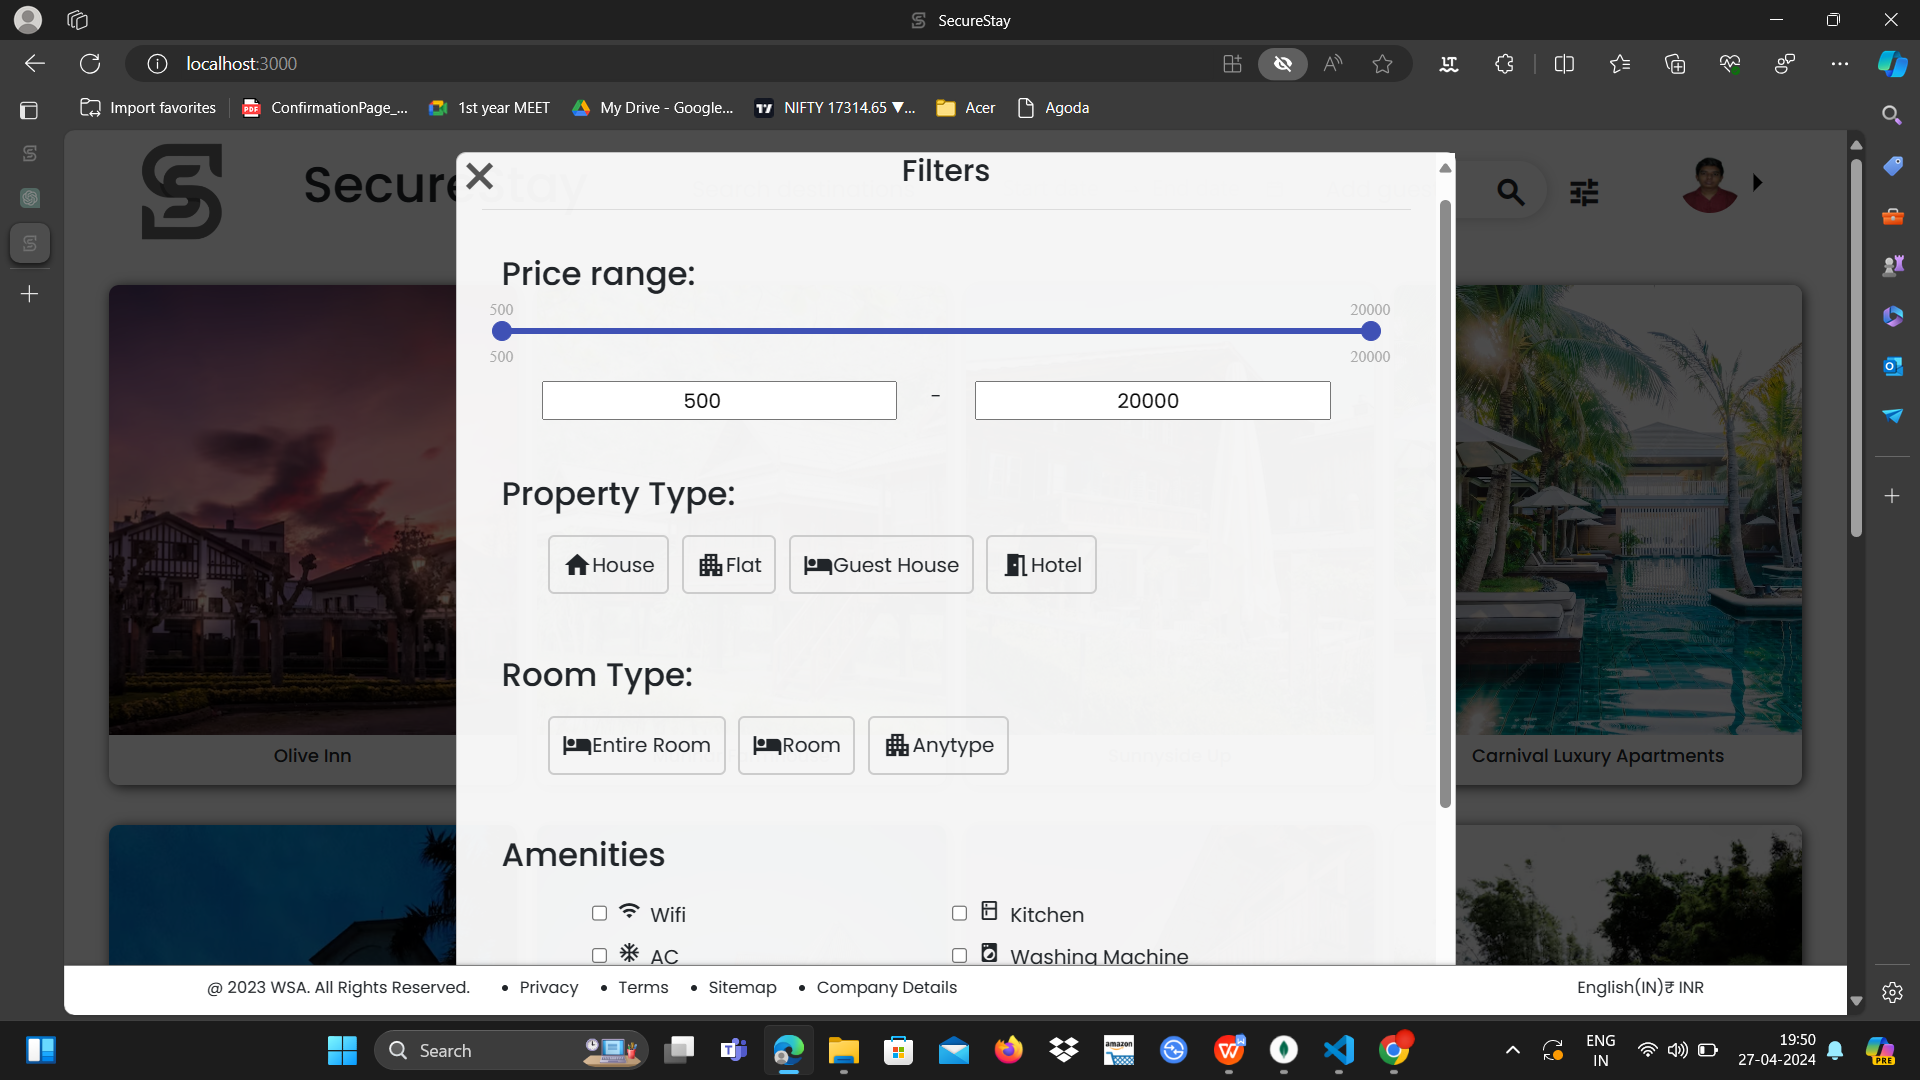 SecureStay
localhost:3000
Import favorites
ConfirmationPage_...
1st year MEET
My Drive - Google...
NIFTY 17314.65 ▼...
Acer
Agoda
SecureStay
Filters
Price range:
500 20000
500 20000
500 - 20000
Property Type:
House Flat Guest House Hotel
Room Type:
Entire Room Room Anytype
Olive Inn
Sunnyside Up
Carnival Luxury Apartments
Amenities
Wifi Kitchen
AC Washing Machine
@ 2023 WSA. All Rights Reserved. • Privacy • Terms • Sitemap • Company Details English(IN)₹ INR
Search
ENG
IN
19:50
27-04-2024